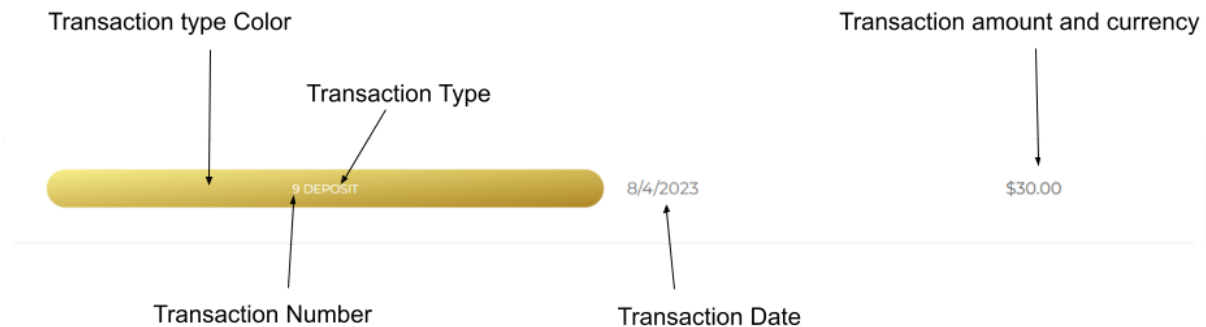 Transaction type Color
Transaction amount and currency
Transaction Type
9 DEPOSIT
8/4/2023
$30.00
Transaction Number
Transaction Date